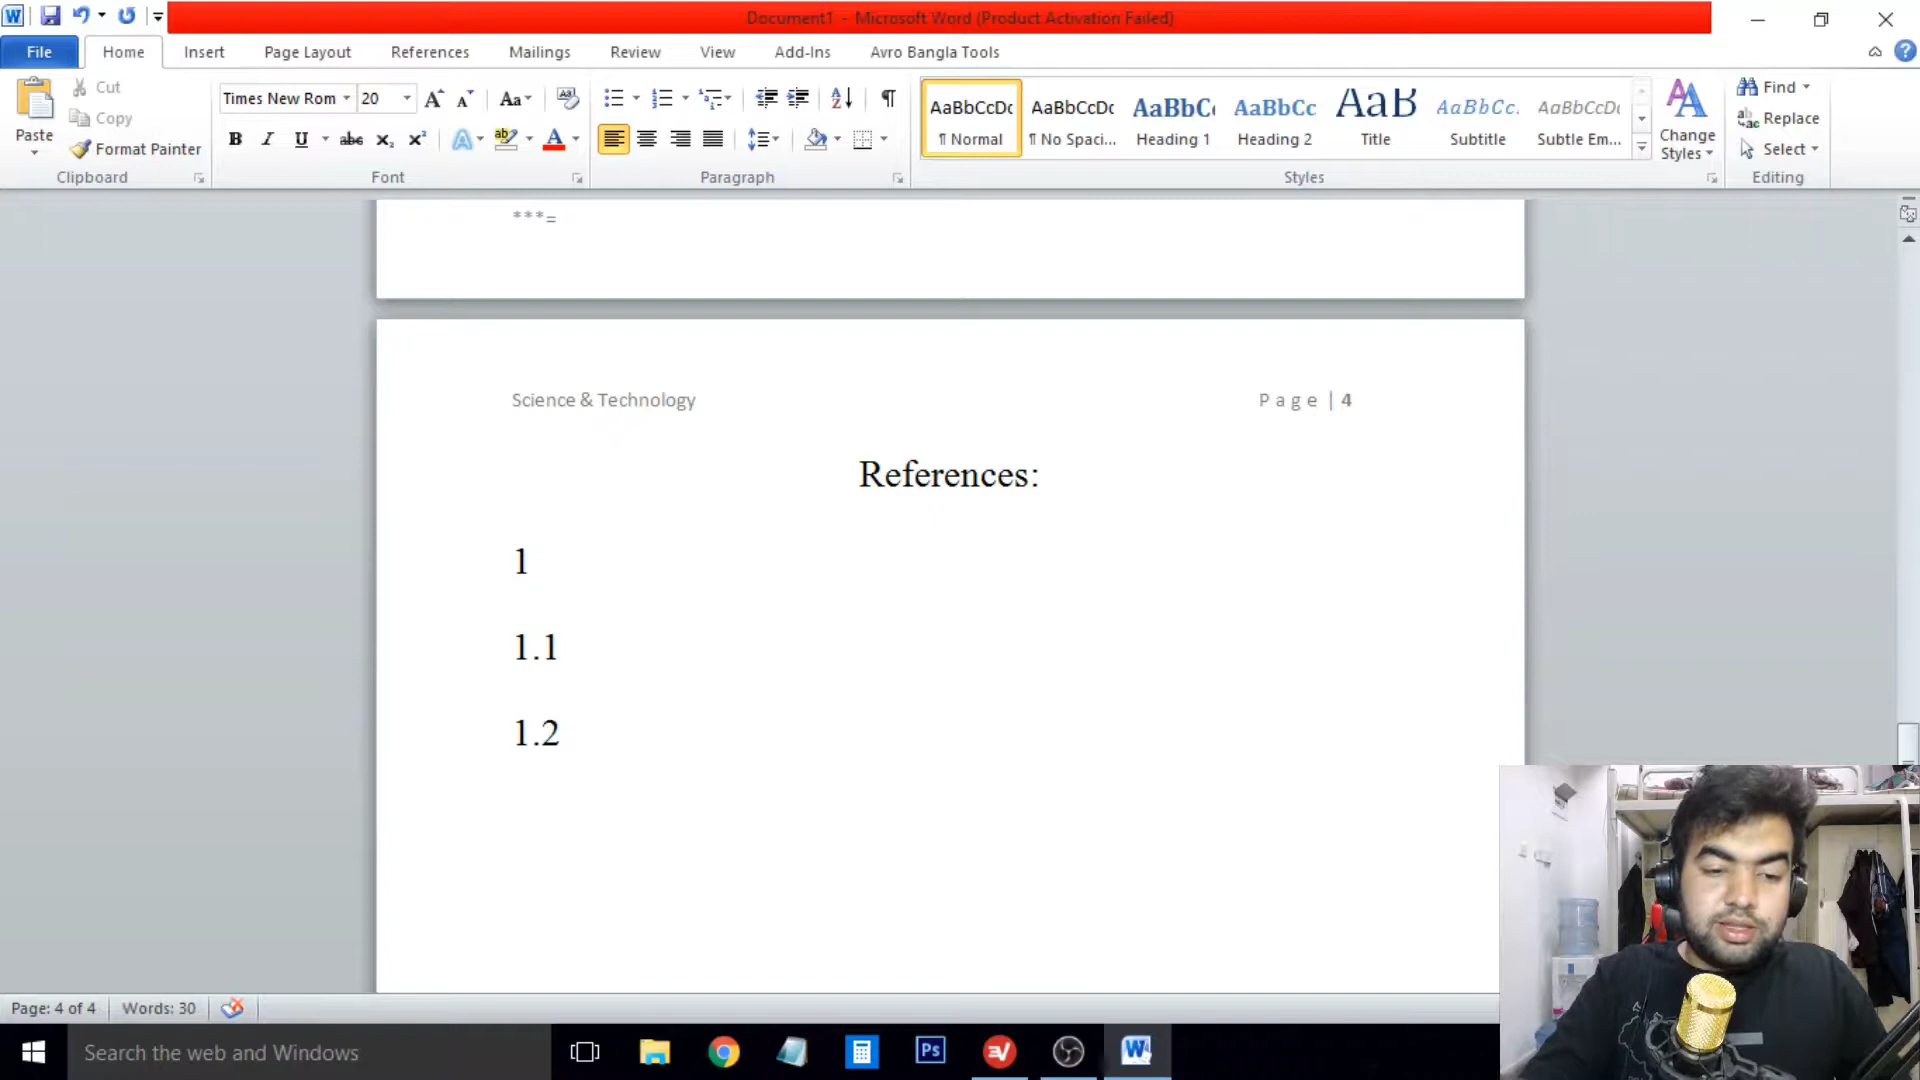 Document1 - Microsoft Word (Product Activation Failed)
File Home Insert Page Layout References Mailings Review View Add-Ins Avro Bangla Tools
Paste
Cut
Copy
Format Painter
Clipboard
Times New Rom 20
Font
Paragraph
AaBbCcDc AaBbCcDc AaBbC AaBbCc AaB AaBbCc. AaBbCcDc
¶ Normal ¶ No Spaci... Heading 1 Heading 2 Title Subtitle Subtle Em...
Change
Styles
Styles
Find
Replace
Select
Editing
***=
Science & Technology Page | 4
References:
1
1.1
1.2
Page: 4 of 4 Words: 30
Search the web and Windows